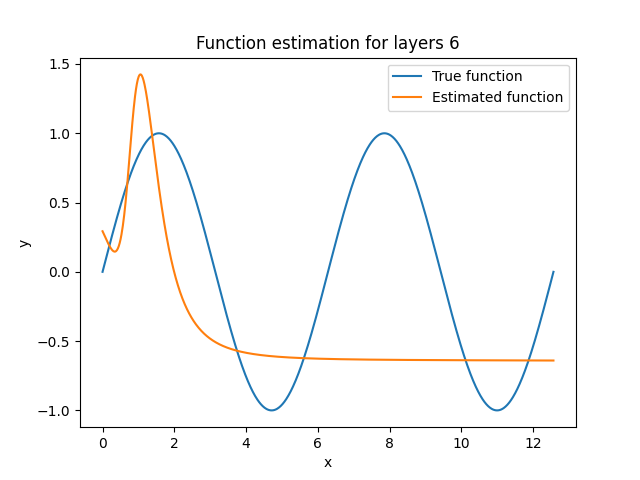 Function estimation for layers 6
True function
Estimated function
1.5
1.0
0.5
0.0
−0.5
−1.0
y
0 2 4 6 8 10 12
x